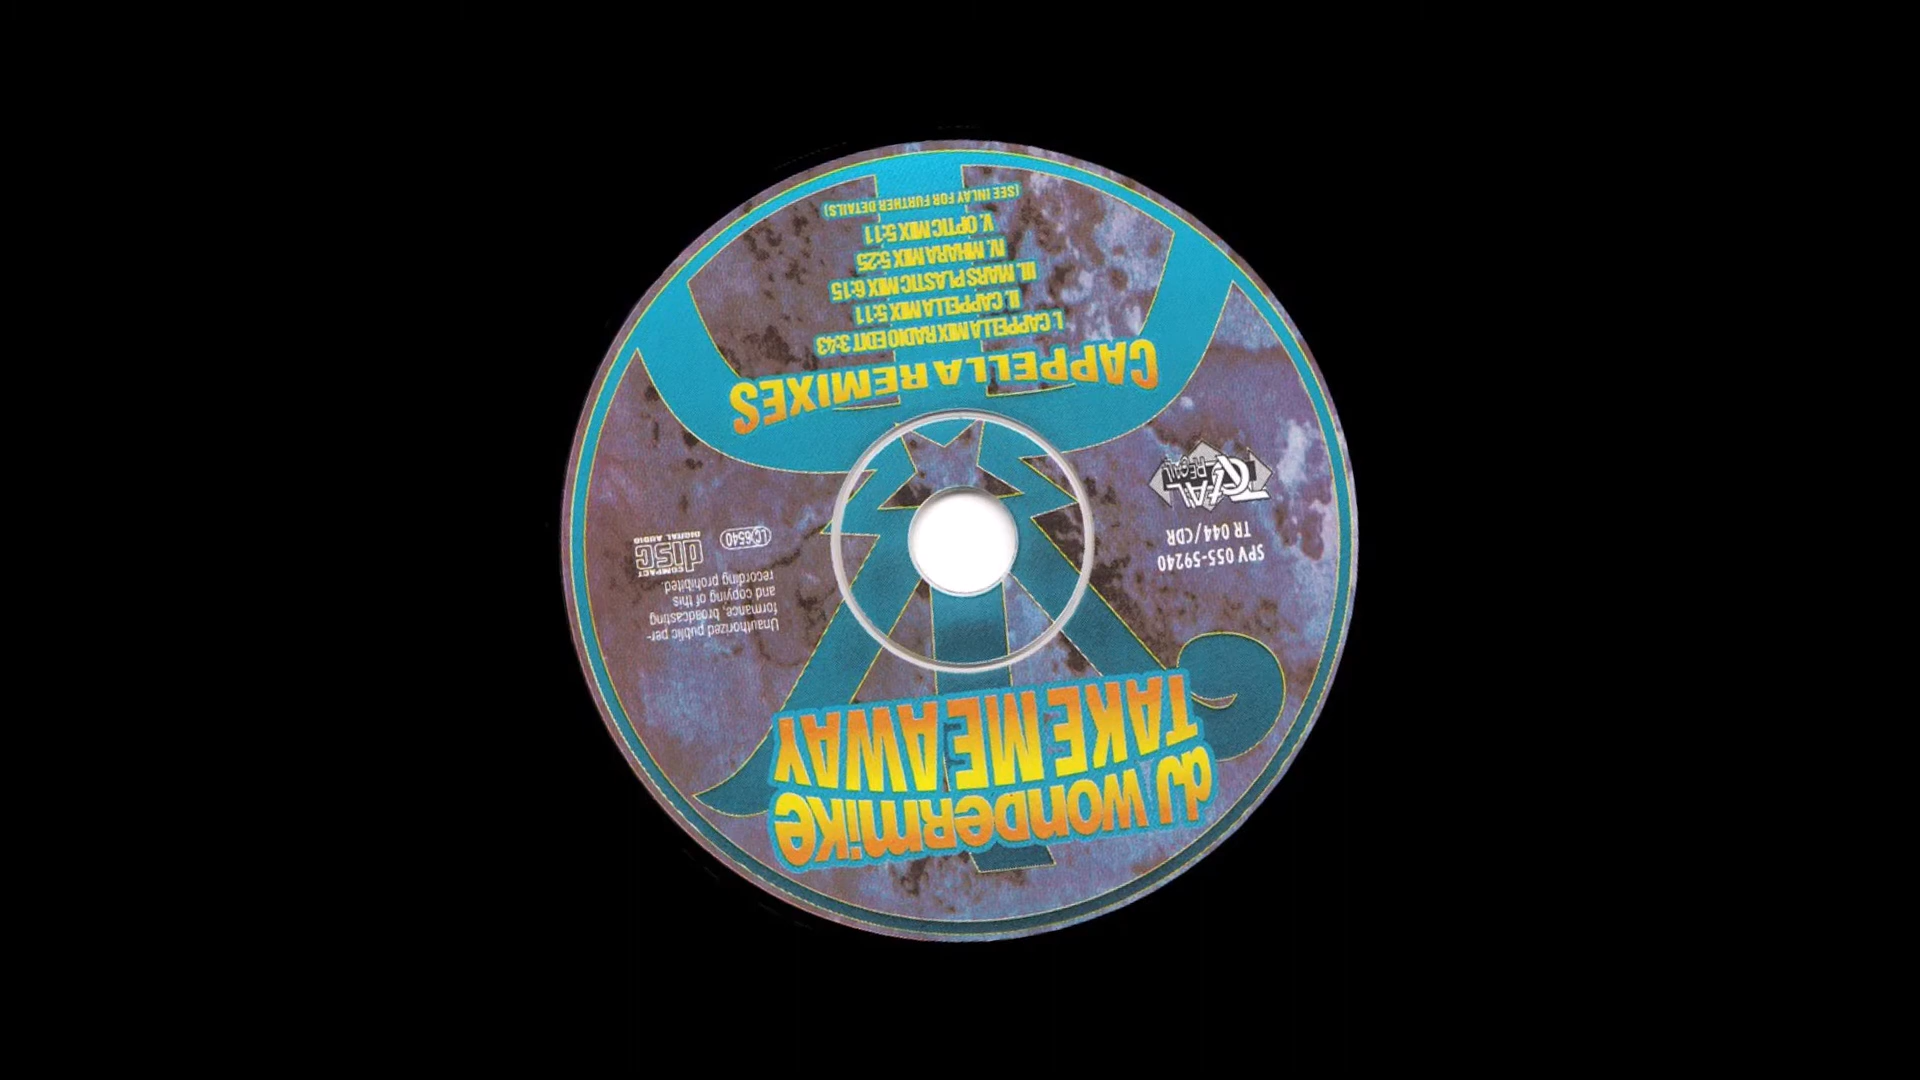 dJ WONDERMIKE
TAKE ME AWAY
Unauthorized public per-
formance, broadcasting
and copying of this
recording prohibited.
COMPACT
disc
DIGITAL AUDIO
LC 6540
SPV 055-59240
TR 044/CDR
TOTAL
RECALL
CAPPELLA REMIXES
I. CAPPELLA MIX RADIO EDIT 3:43
II. CAPPELLA MIX 5:11
III. MARS PLASTIC MIX 6:15
IV. MHARA MIX 5:25
V. OPTIC MIX 5:11
(SEE INLAY FOR FURTHER DETAILS)